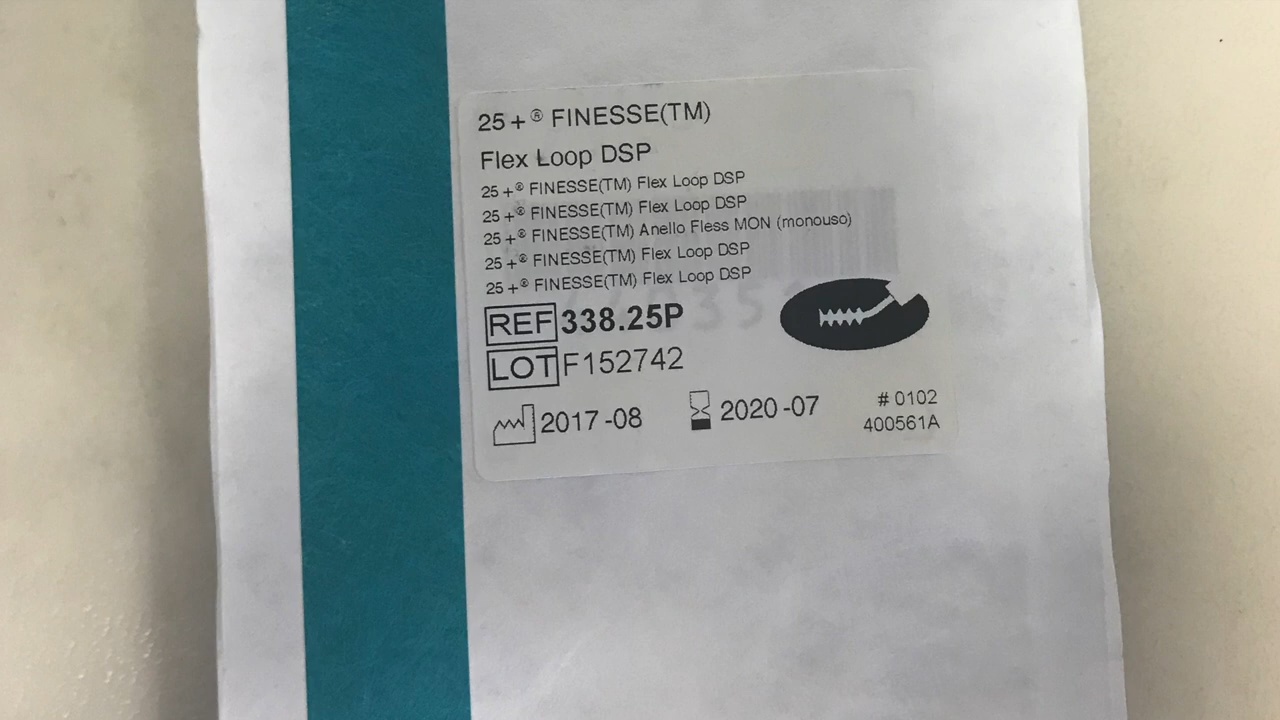 25+® FINESSE(TM)
Flex Loop DSP
25+® FINESSE(TM) Flex Loop DSP
25+® FINESSE(TM) Flex Loop DSP
25+® FINESSE(TM) Anello Fless MON (monouso)
25+® FINESSE(TM) Flex Loop DSP
25+® FINESSE(TM) Flex Loop DSP
REF 338.25P
LOT F152742
2017-08 2020-07 # 0102
400561A